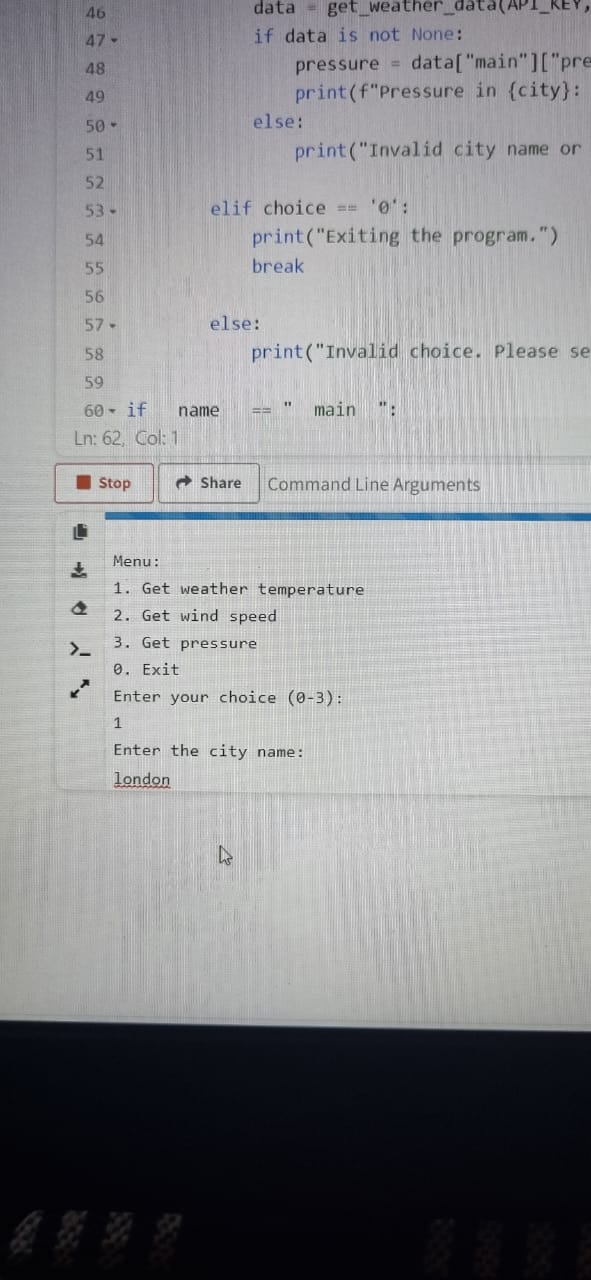 46 data = get_weather_data(API_KEY,
47 if data is not None:
48 pressure = data["main"]["pre
49 print(f"Pressure in {city}:
50 else:
51 print("Invalid city name or
52
53 elif choice == '0':
54 print("Exiting the program.")
55 break
56
57 else:
58 print("Invalid choice. Please se
59
60 if name == " main ":
Ln: 62, Col: 1
Stop Share Command Line Arguments
Menu:
1. Get weather temperature
2. Get wind speed
3. Get pressure
0. Exit
Enter your choice (0-3):
1
Enter the city name:
london